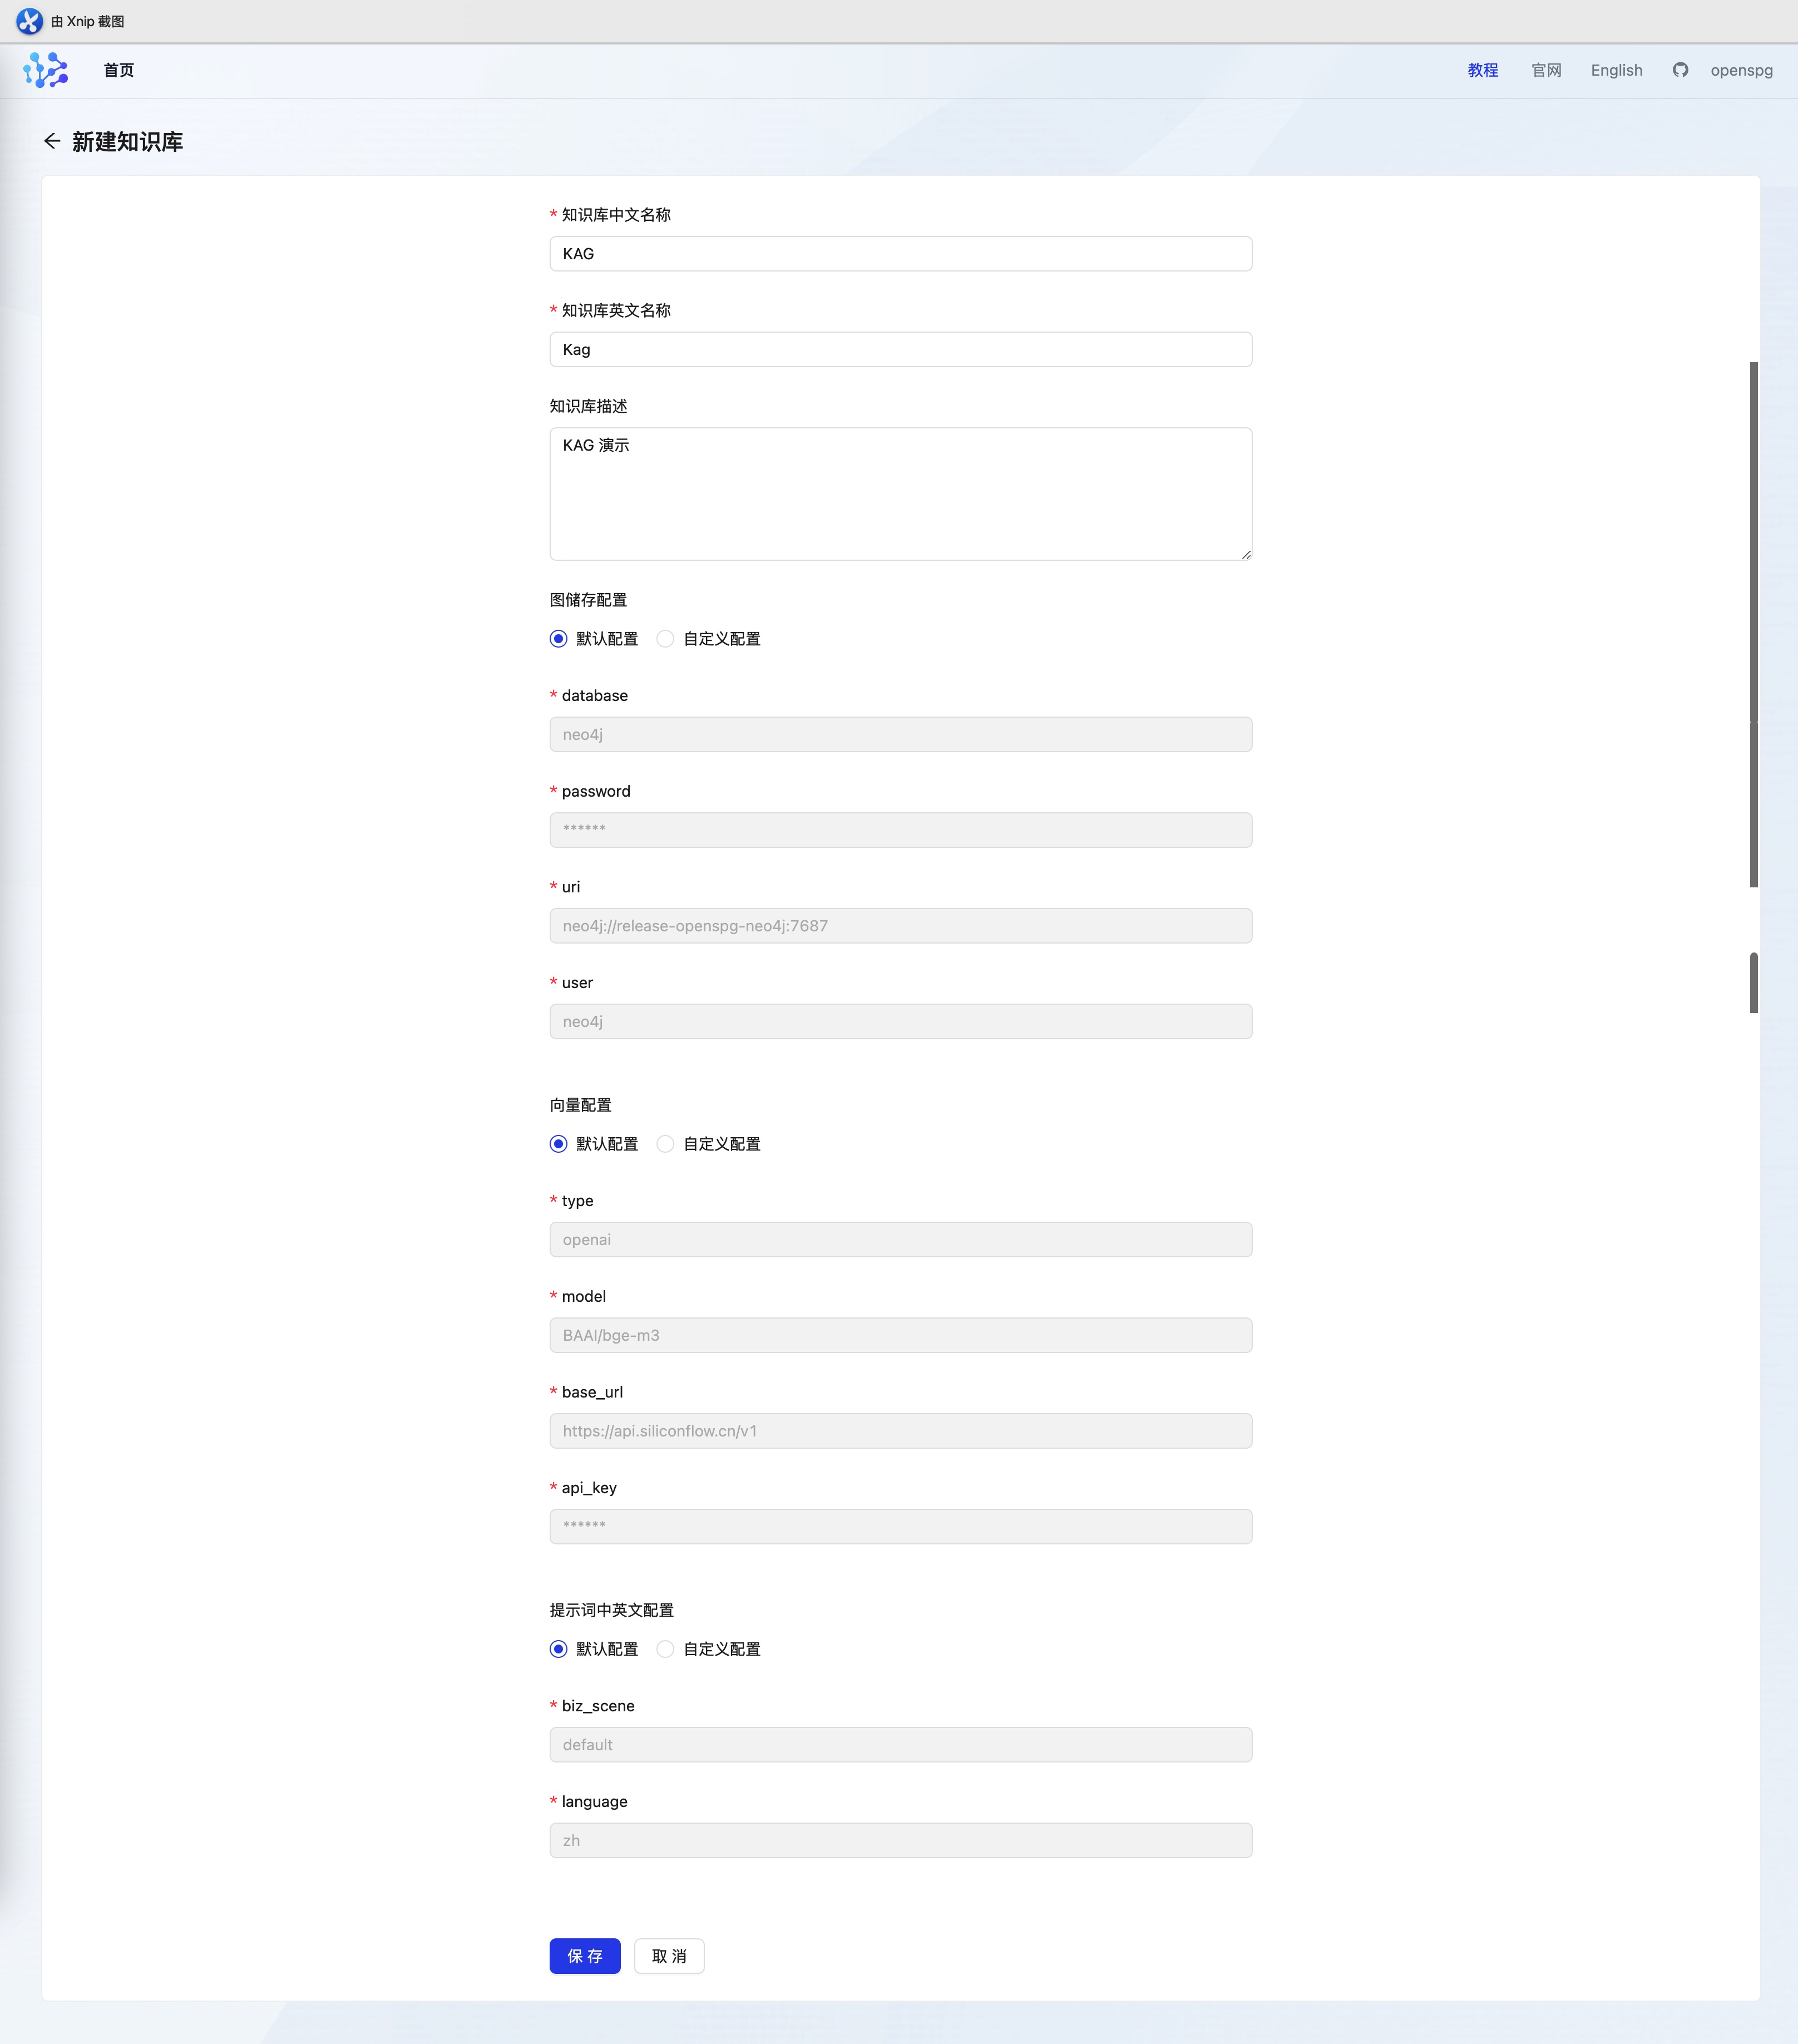 由 Xnip 截图
首页
教程 官网 English openspg
新建知识库
* 知识库中文名称
KAG
* 知识库英文名称
Kag
知识库描述
KAG 演示
图储存配置
默认配置 自定义配置
* database
neo4j
* password
******
* uri
neo4j://release-openspg-neo4j:7687
* user
neo4j
向量配置
默认配置 自定义配置
* type
openai
* model
BAAI/bge-m3
* base_url
https://api.siliconflow.cn/v1
* api_key
******
提示词中英文配置
默认配置 自定义配置
* biz_scene
default
* language
zh
保 存 取 消